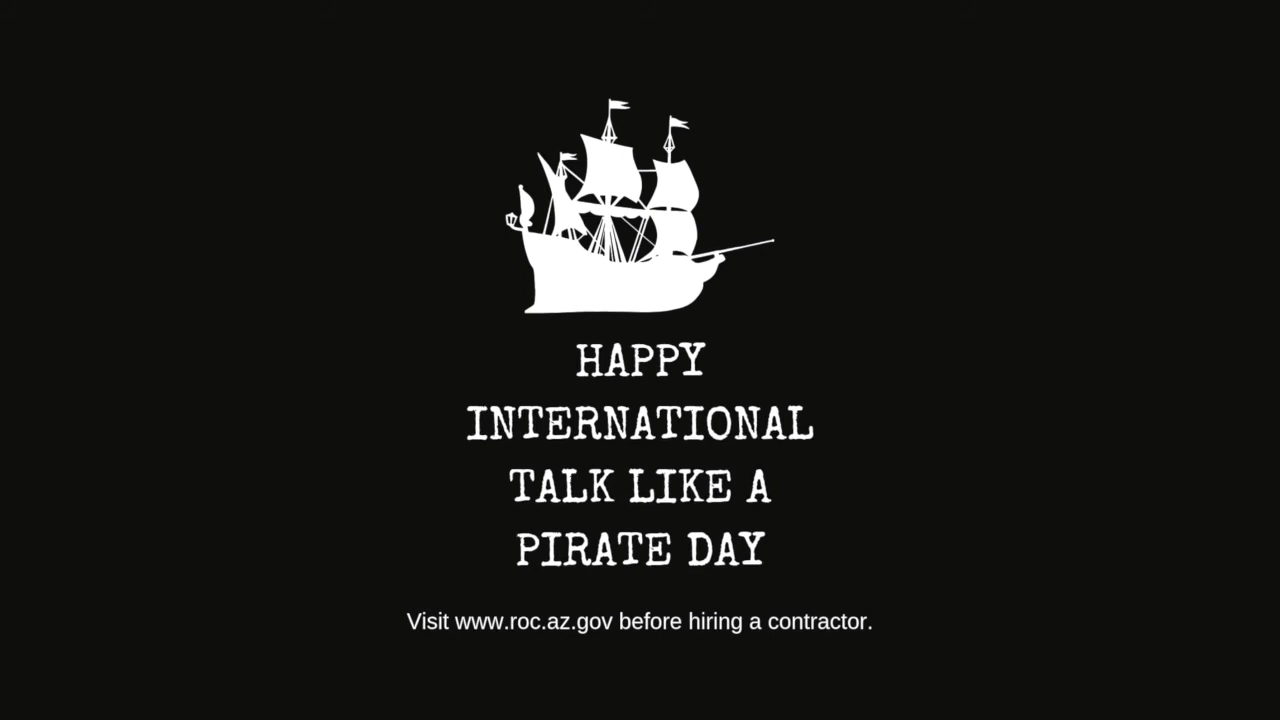 HAPPY
INTERNATIONAL
TALK LIKE A
PIRATE DAY
Visit www.roc.az.gov before hiring a contractor.